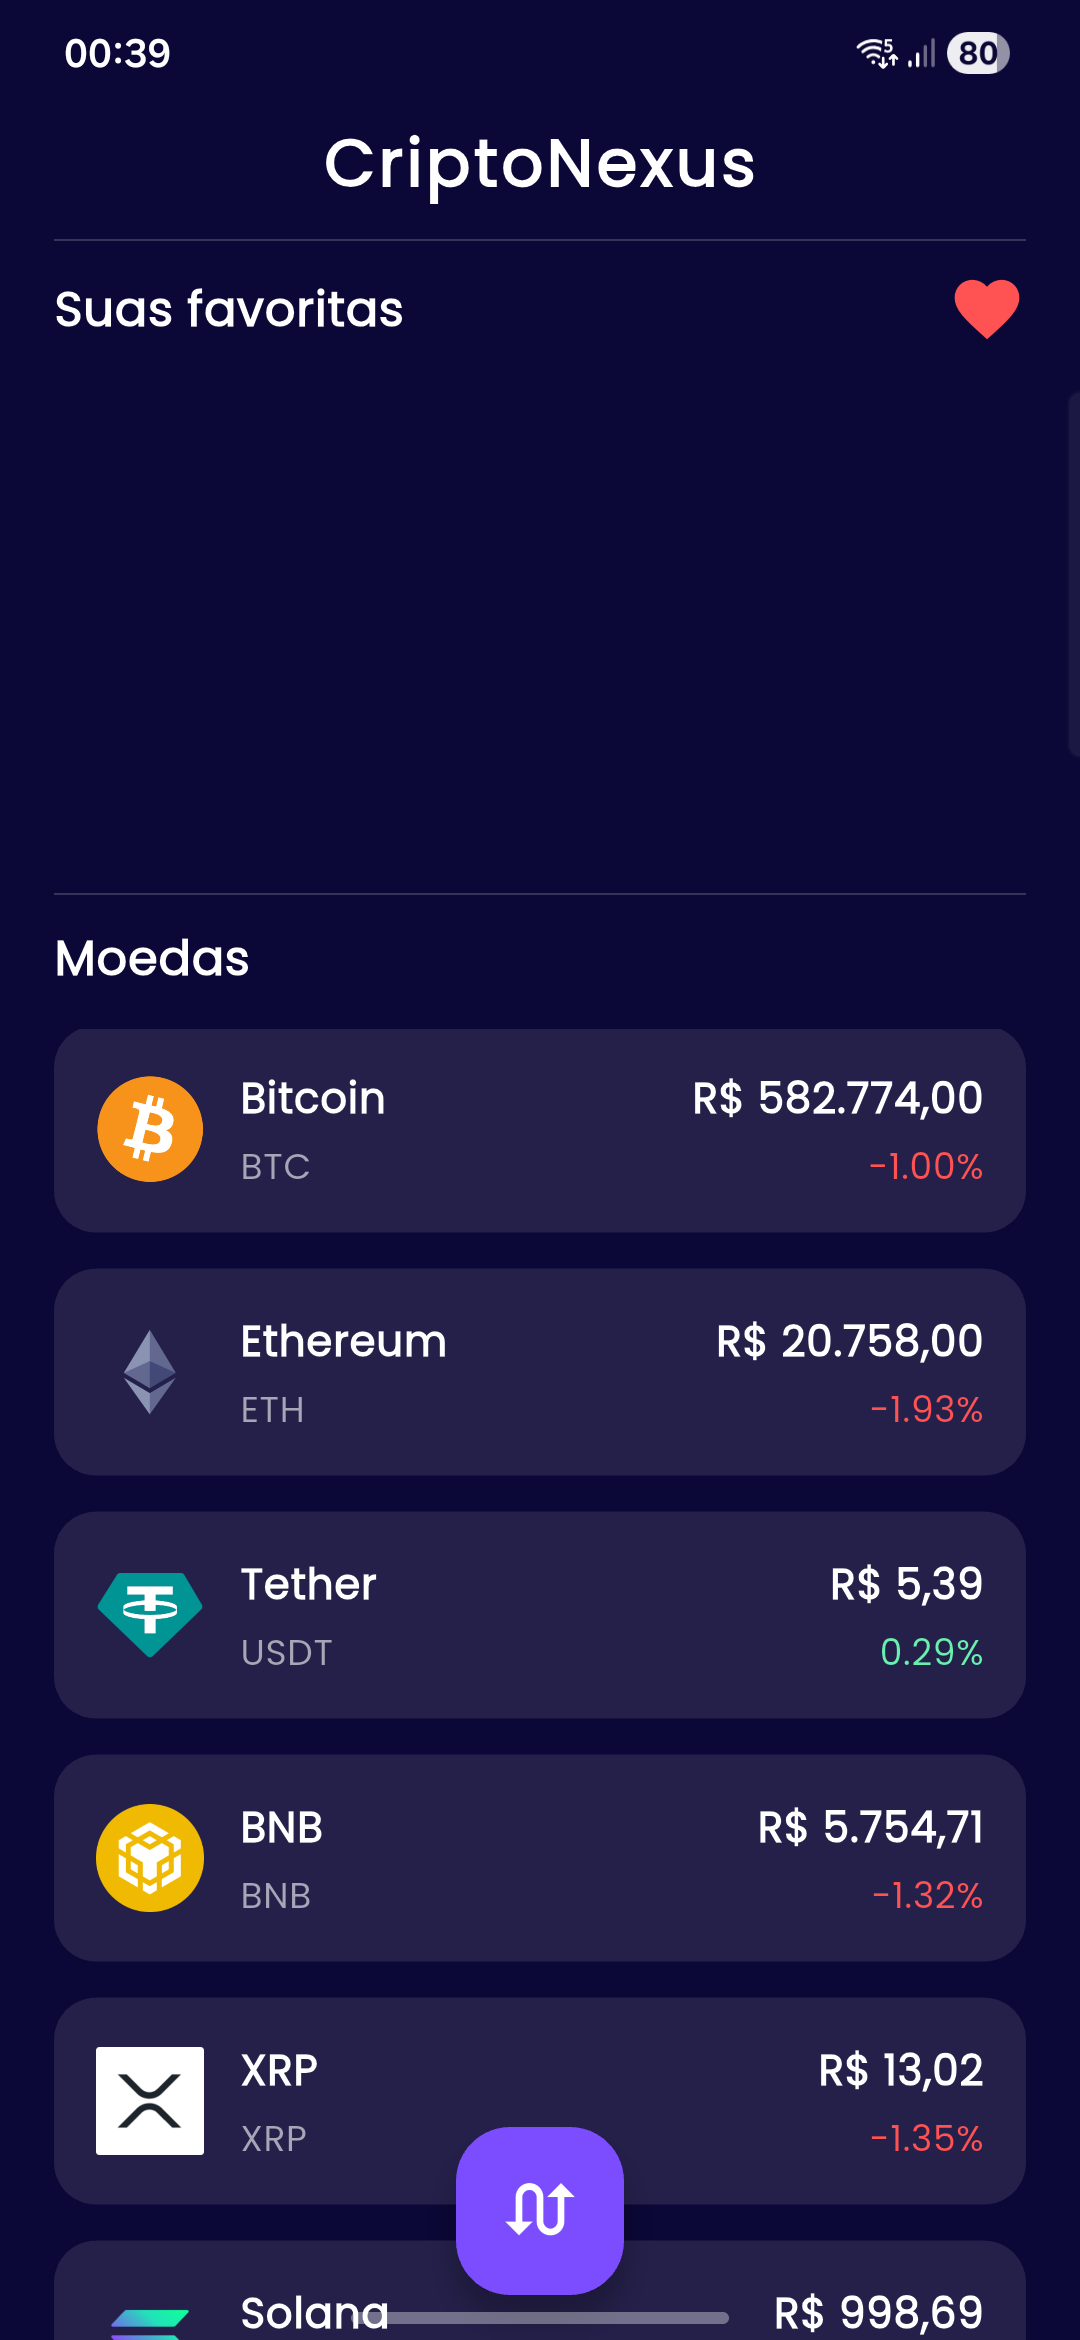 00:39
5
80
CriptoNexus
Suas favoritas
Moedas
Bitcoin
R$ 582.774,00
BTC
-1.00%
Ethereum
R$ 20.758,00
ETH
-1.93%
Tether
R$ 5,39
USDT
0.29%
BNB
R$ 5.754,71
BNB
-1.32%
XRP
R$ 13,02
XRP
-1.35%
Solana
R$ 998,69